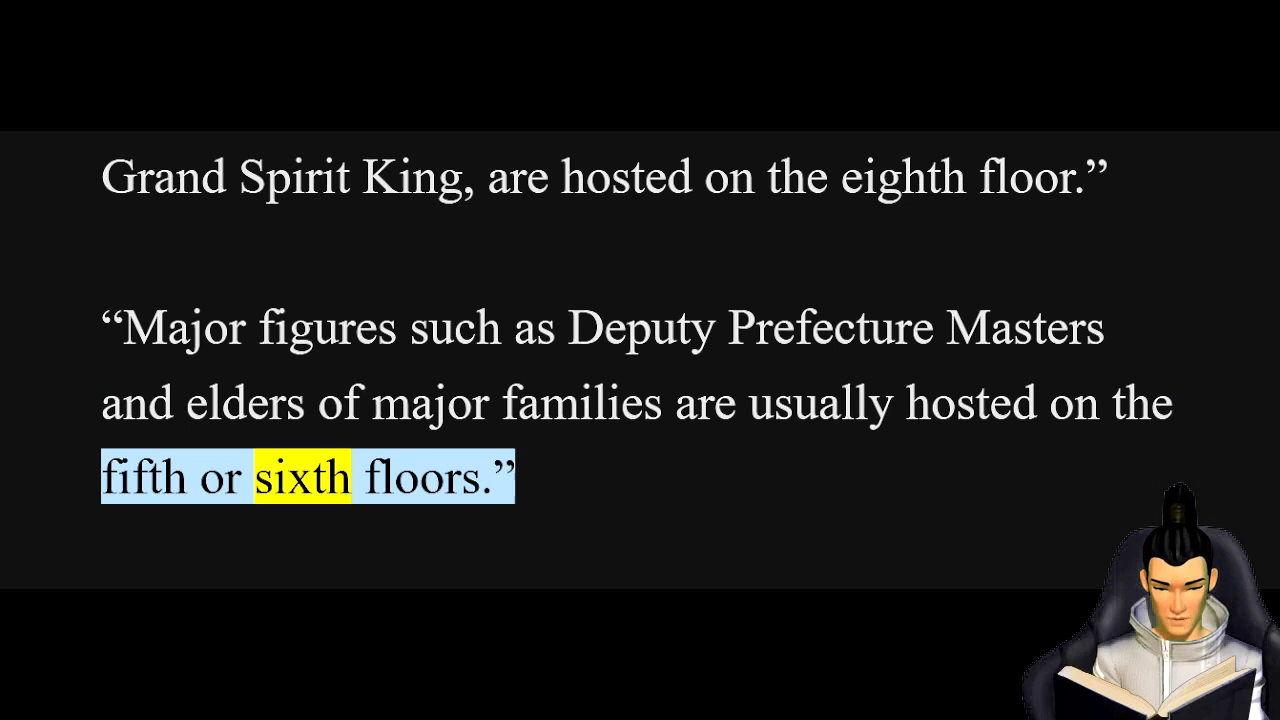 Grand Spirit King, are hosted on the eighth floor.”
“Major figures such as Deputy Prefecture Masters
and elders of major families are usually hosted on the
fifth or sixth floors.”